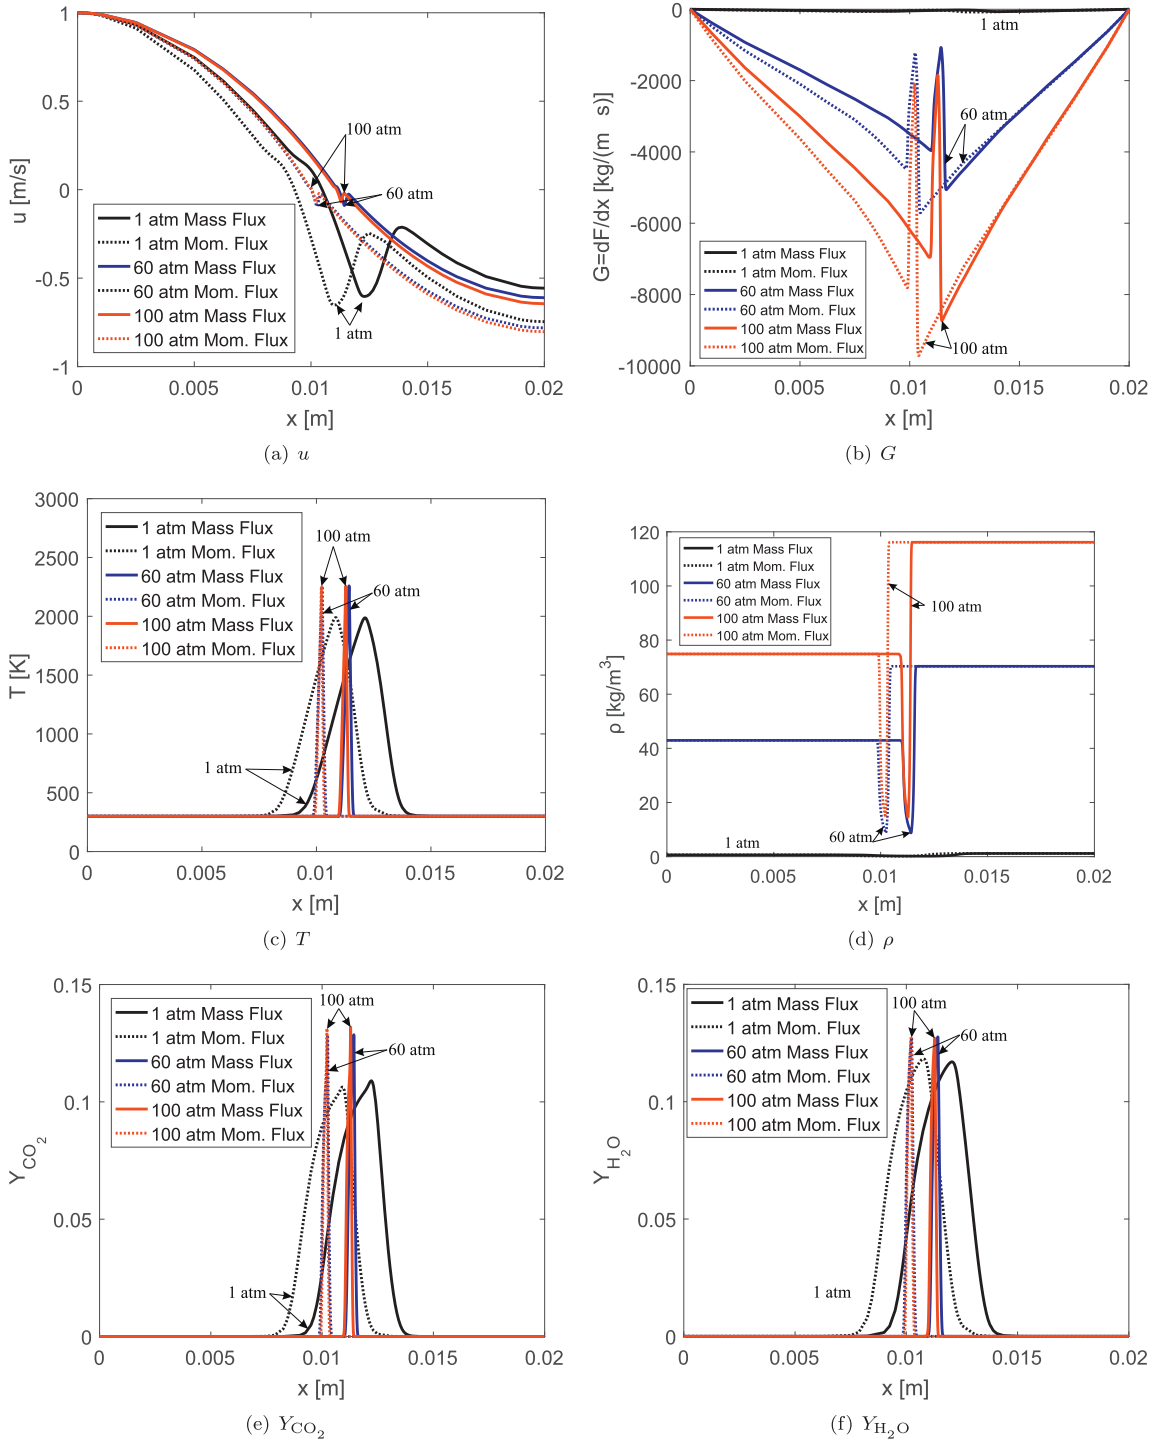 1
0.5
0
-0.5
-1
u [m/s]
100 atm
60 atm
1 atm
1 atm Mass Flux
1 atm Mom. Flux
60 atm Mass Flux
60 atm Mom. Flux
100 atm Mass Flux
100 atm Mom. Flux
0 0.005 0.01 0.015 0.02
x [m]
(a) u
0
-2000
-4000
-6000
-8000
-10000
G=dF/dx [kg/(m s)]
1 atm
60 atm
100 atm
1 atm Mass Flux
1 atm Mom. Flux
60 atm Mass Flux
60 atm Mom. Flux
100 atm Mass Flux
100 atm Mom. Flux
0 0.005 0.01 0.015 0.02
x [m]
(b) G
3000
2500
2000
1500
1000
500
0
T [K]
1 atm Mass Flux
1 atm Mom. Flux
60 atm Mass Flux
60 atm Mom. Flux
100 atm Mass Flux
100 atm Mom. Flux
100 atm
60 atm
1 atm
0 0.005 0.01 0.015 0.02
x [m]
(c) T
120
100
80
60
40
20
0
ρ [kg/m³]
1 atm Mass Flux
1 atm Mom. Flux
60 atm Mass Flux
60 atm Mom. Flux
100 atm Mass Flux
100 atm Mom. Flux
100 atm
60 atm
1 atm
0 0.005 0.01 0.015 0.02
x [m]
(d) ρ
0.15
0.1
0.05
0
Y_CO₂
1 atm Mass Flux
1 atm Mom. Flux
60 atm Mass Flux
60 atm Mom. Flux
100 atm Mass Flux
100 atm Mom. Flux
100 atm
60 atm
1 atm
0 0.005 0.01 0.015 0.02
x [m]
(e) Y_CO₂
0.15
0.1
0.05
0
Y_H₂O
1 atm Mass Flux
1 atm Mom. Flux
60 atm Mass Flux
60 atm Mom. Flux
100 atm Mass Flux
100 atm Mom. Flux
100 atm
60 atm
1 atm
0 0.005 0.01 0.015 0.02
x [m]
(f) Y_H₂O